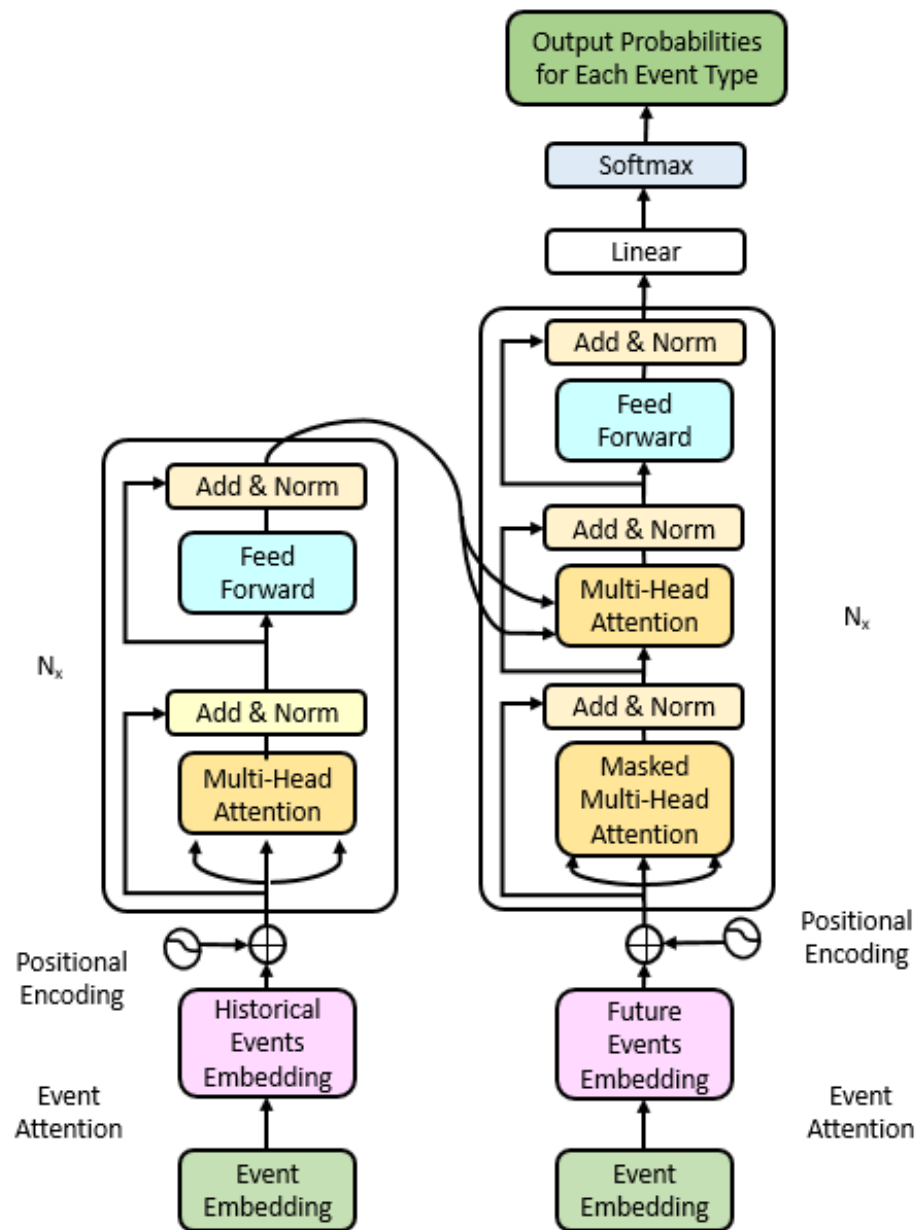 Output Probabilities
for Each Event Type
Softmax
Linear
Add & Norm
Feed
Forward
Add & Norm
Multi-Head
Attention
Add & Norm
Masked
Multi-Head
Attention
Nₓ
Add & Norm
Feed
Forward
Add & Norm
Multi-Head
Attention
Nₓ
Positional
Encoding
Positional
Encoding
Historical
Events
Embedding
Future
Events
Embedding
Event
Attention
Event
Attention
Event
Embedding
Event
Embedding